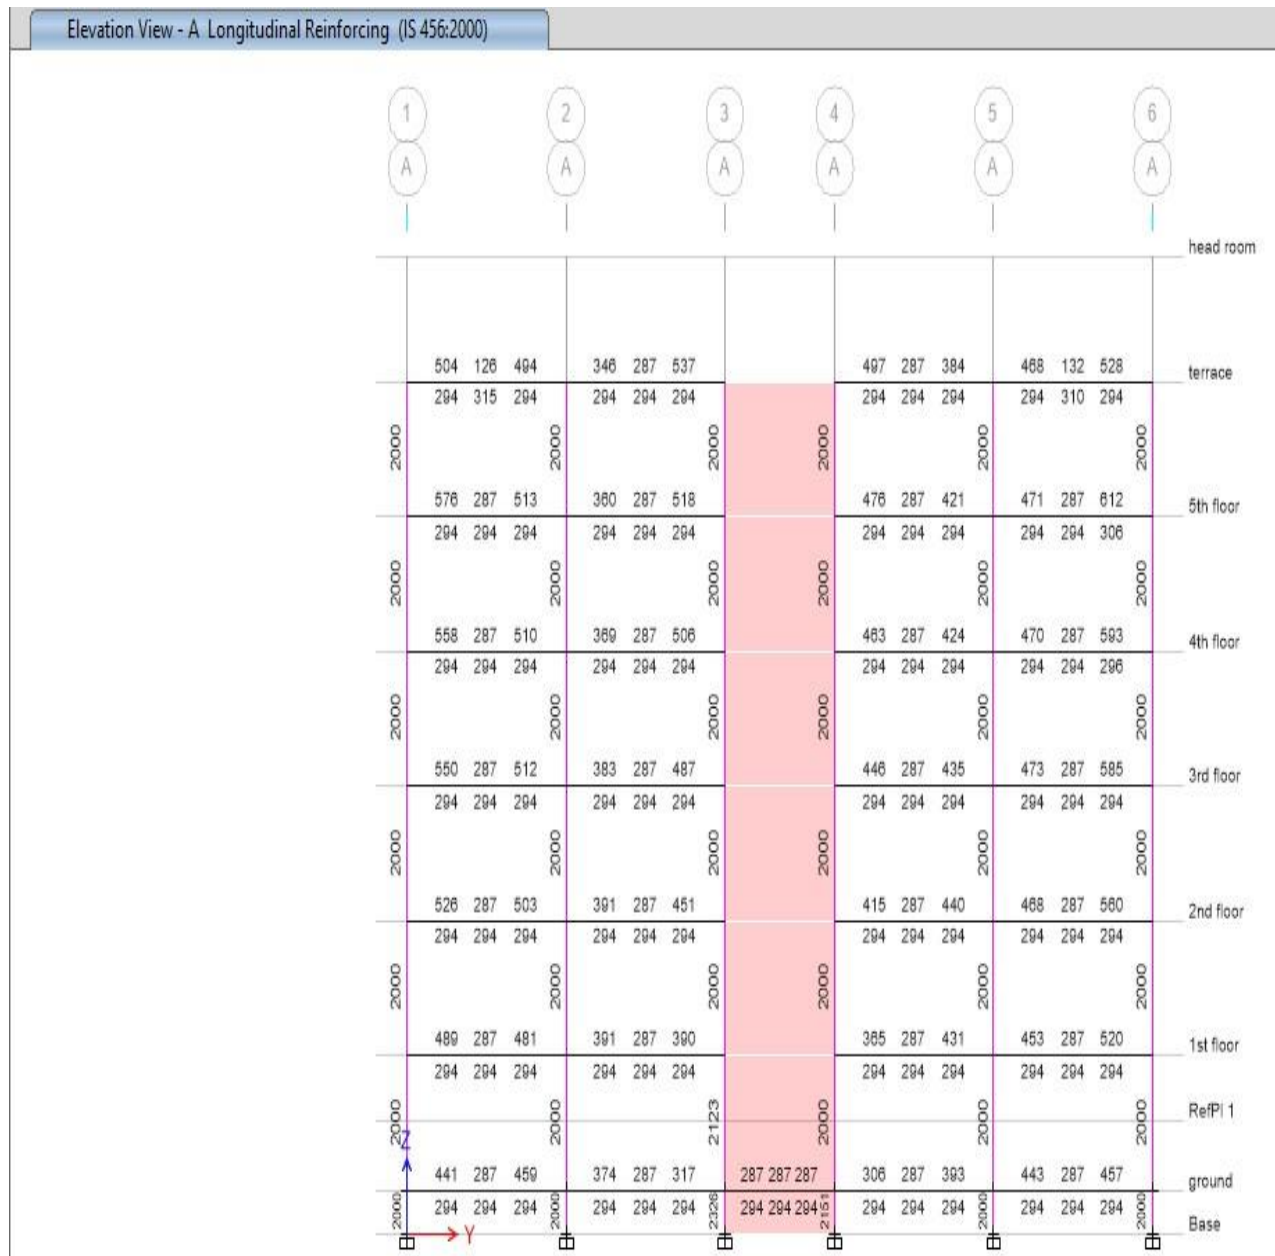 Elevation View - A Longitudinal Reinforcing (IS 456:2000)
1 2 3 4 5 6
A A A A A A
head room
504 126 494 346 287 537 497 287 384 468 132 528
terrace
294 315 294 294 294 294 294 294 294 294 310 294
2000 2000 2000 2000 2000 2000
576 287 513 360 287 518 476 287 421 471 287 612
5th floor
294 294 294 294 294 294 294 294 294 294 294 306
2000 2000 2000 2000 2000 2000
558 287 510 369 287 506 463 287 424 470 287 593
4th floor
294 294 294 294 294 294 294 294 294 294 294 296
2000 2000 2000 2000 2000 2000
550 287 512 383 287 487 446 287 435 473 287 585
3rd floor
294 294 294 294 294 294 294 294 294 294 294 294
2000 2000 2000 2000 2000 2000
526 287 503 391 287 451 415 287 440 468 287 560
2nd floor
294 294 294 294 294 294 294 294 294 294 294 294
2000 2000 2000 2000 2000 2000
489 287 481 391 287 390 365 287 431 453 287 520
1st floor
294 294 294 294 294 294 294 294 294 294 294 294
2000 2000 2123 2000 2000 2000
RefPl 1
Z
441 287 459 374 287 317 287 287 287 306 287 393 443 287 457
ground
2000 294 294 294 2000 294 294 294 2326 294 294 294 2151 294 294 294 2000 294 294 294 2000
Base
Y